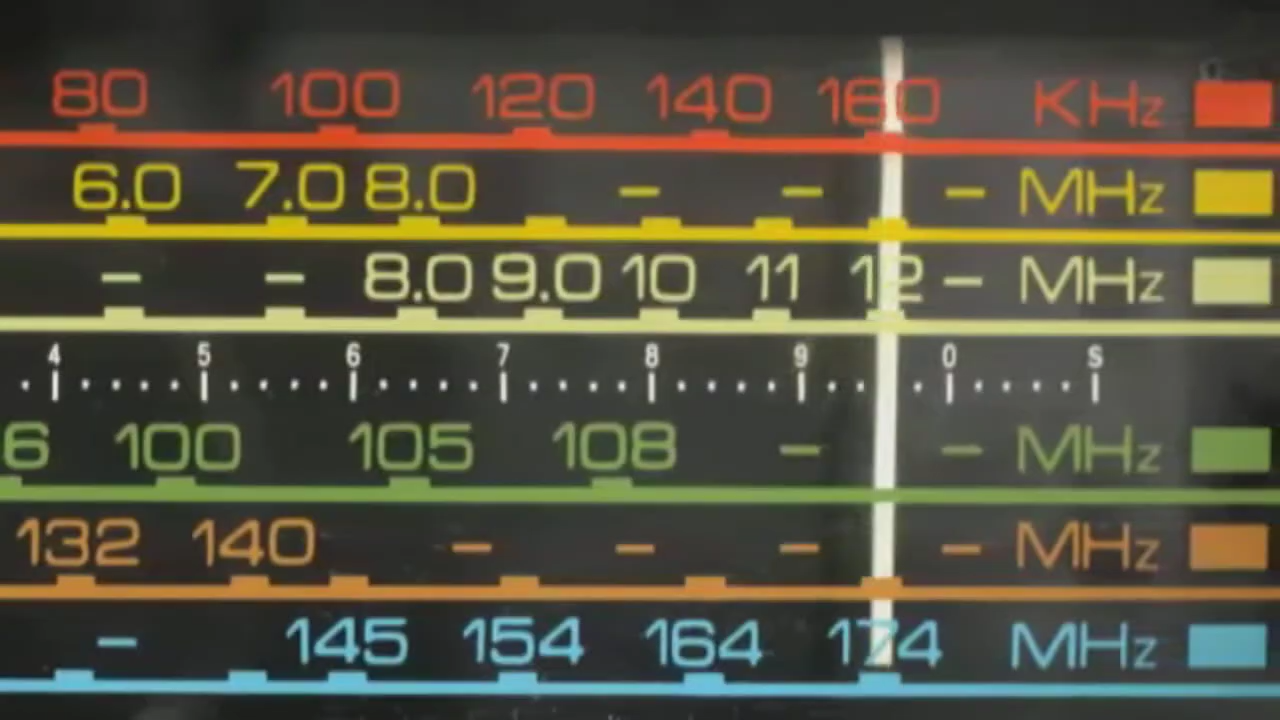 80 100 120 140 160 KHz
6.0 7.0 8.0 – – – MHz
– – 8.0 9.0 10 11 12 – MHz
4 5 6 7 8 9 0 S
6 100 105 108 – – MHz
132 140 – – – – MHz
– 145 154 164 174 MHz